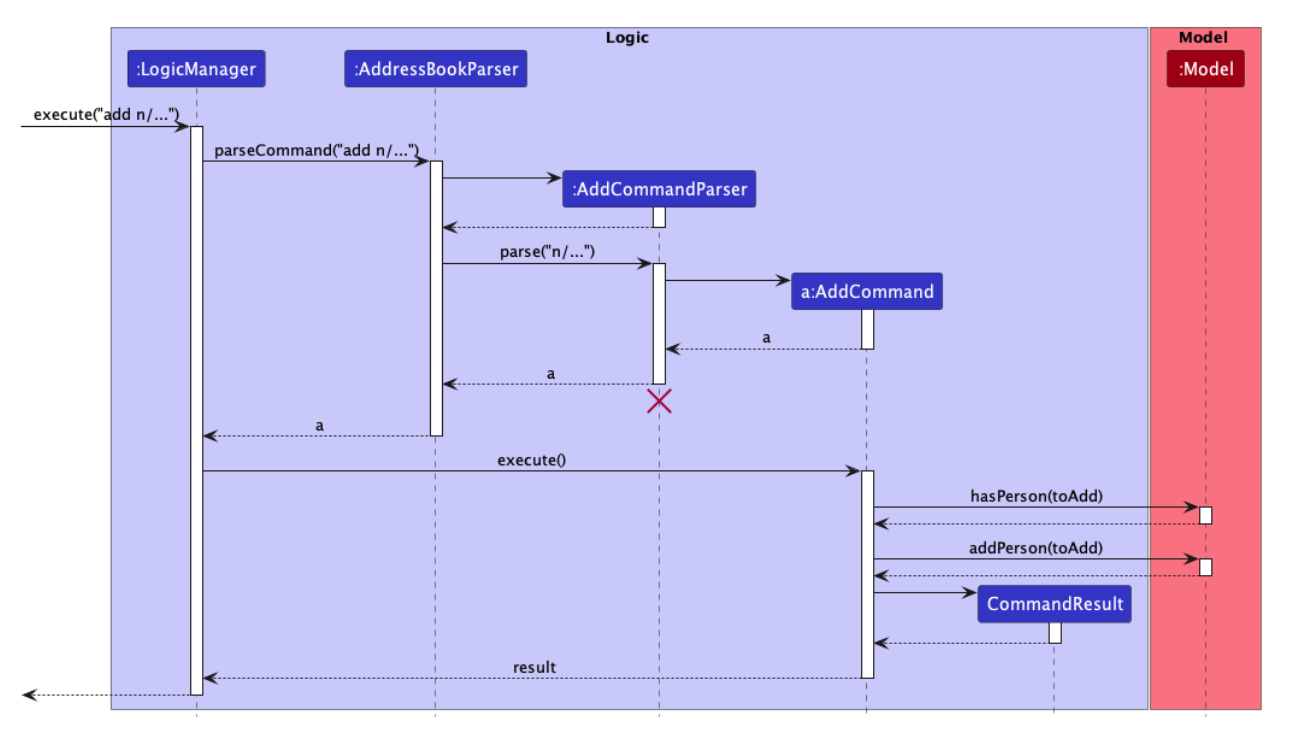 Logic
Model
:LogicManager
:AddressBookParser
:Model
execute("add n/...")
parseCommand("add n/...")
:AddCommandParser
parse("n/...")
a:AddCommand
a
a
a
execute()
hasPerson(toAdd)
addPerson(toAdd)
CommandResult
result